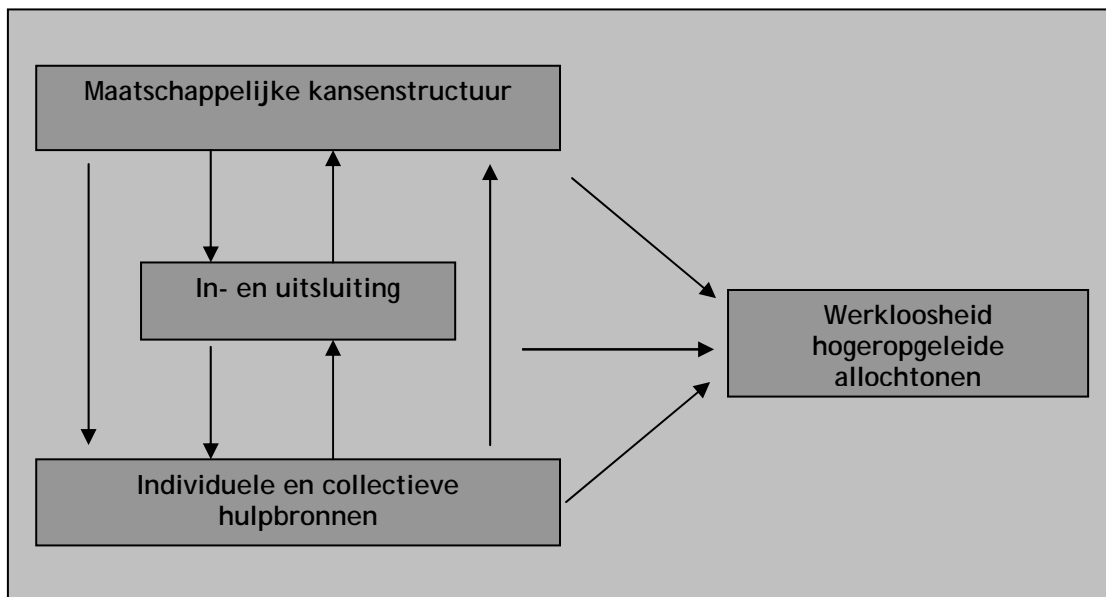 Maatschappelijke kansenstructuur
In- en uitsluiting
Werkloosheid
hogeropgeleide
allochtonen
Individuele en collectieve
hulpbronnen